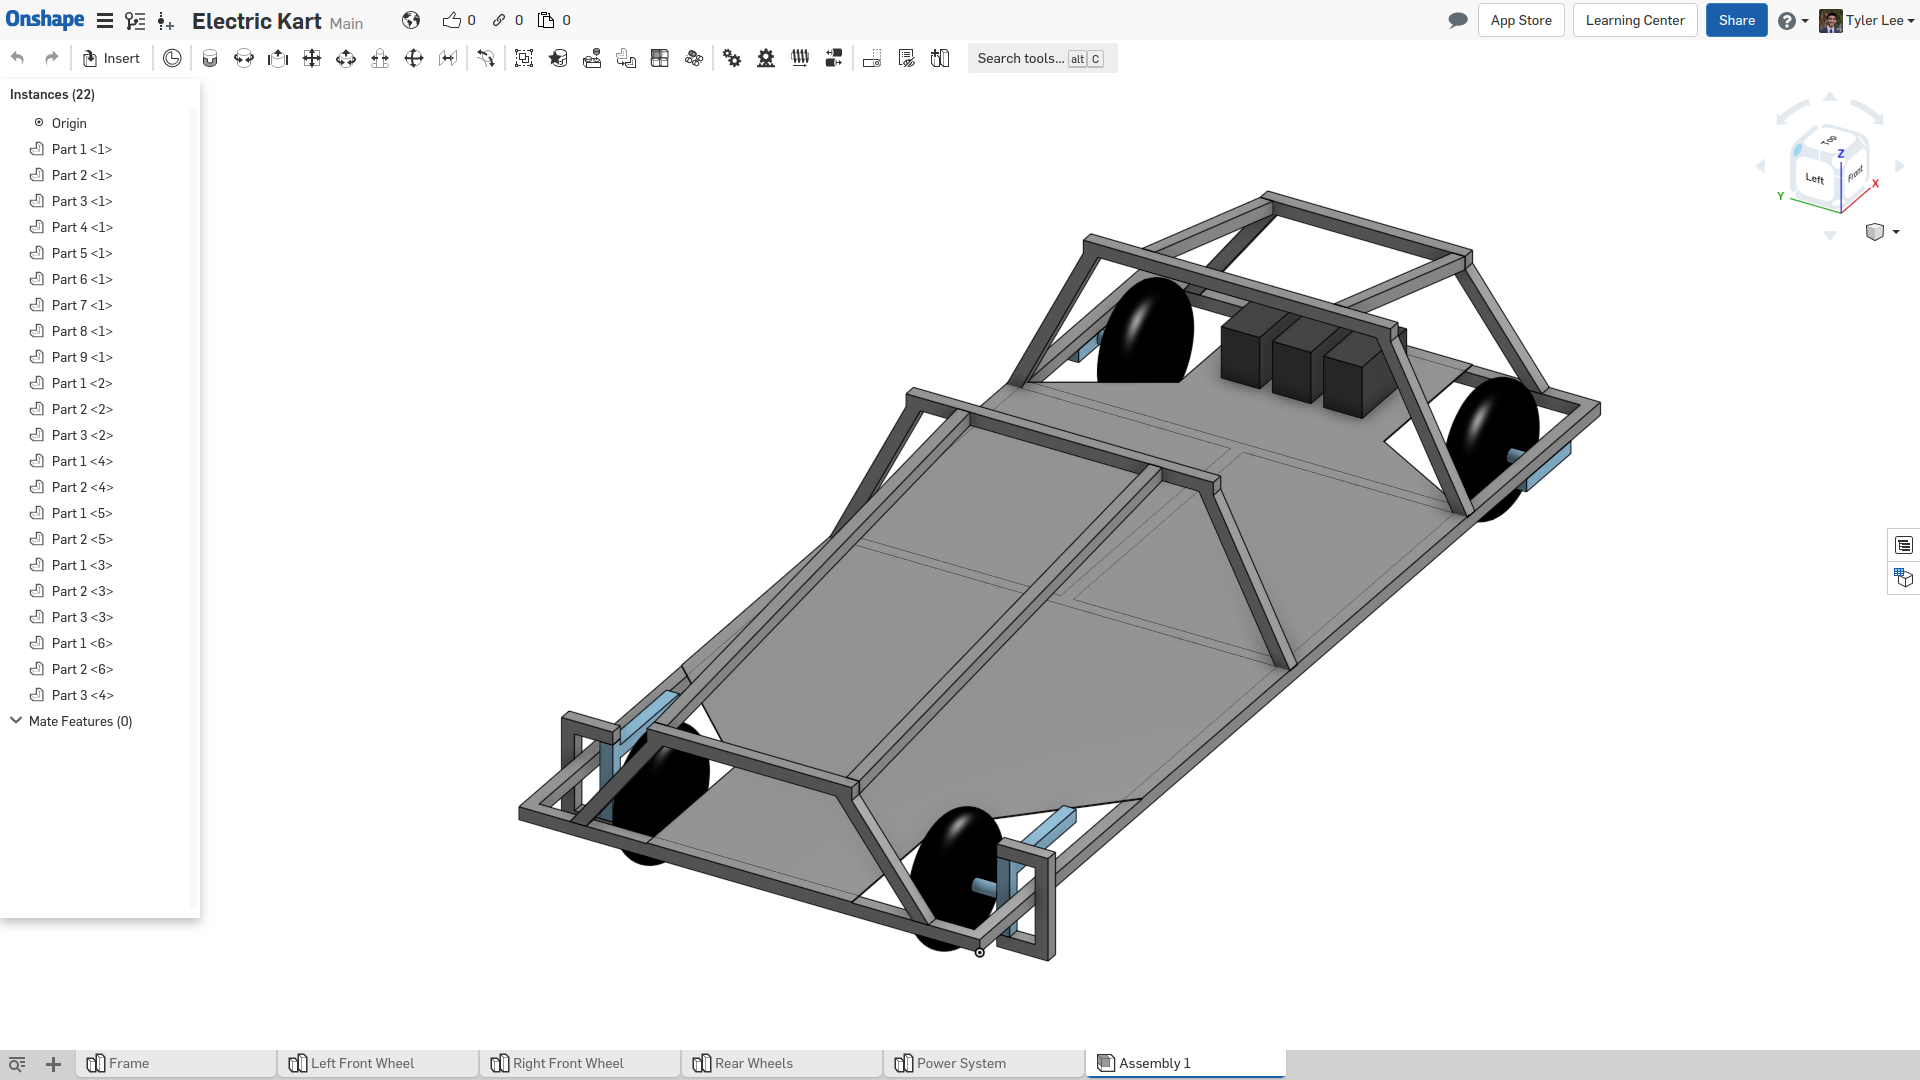 Onshape Electric Kart Main 0 0 0 App Store Learning Center Share Tyler Lee
Insert Search tools... alt C
Instances (22)
Origin
Part 1 <1>
Part 2 <1>
Part 3 <1>
Part 4 <1>
Part 5 <1>
Part 6 <1>
Part 7 <1>
Part 8 <1>
Part 9 <1>
Part 1 <2>
Part 2 <2>
Part 3 <2>
Part 1 <4>
Part 2 <4>
Part 1 <5>
Part 2 <5>
Part 1 <3>
Part 2 <3>
Part 3 <3>
Part 1 <6>
Part 2 <6>
Part 3 <4>
Mate Features (0)
Top
Z
Left Front
X
Y
Frame Left Front Wheel Right Front Wheel Rear Wheels Power System Assembly 1